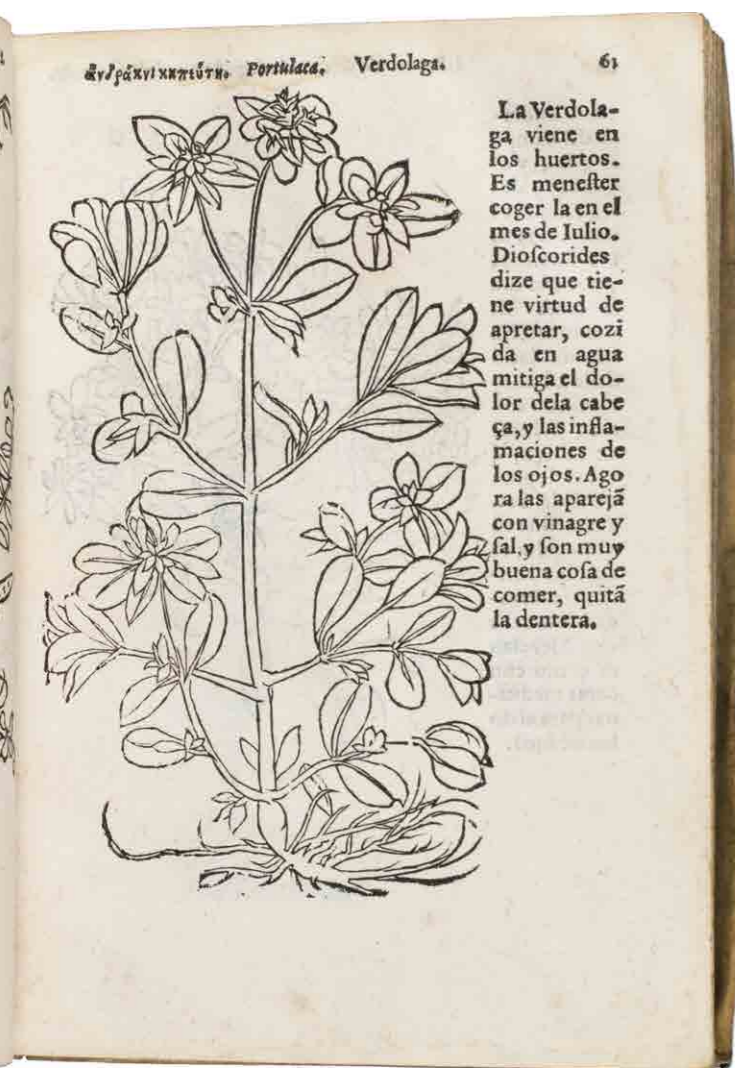 Portulaca. Verdolaga. 61
La Verdola-
ga viene en
los huertos.
Es meneſter
coger la en el
mes de Iulio.
Dioſcorides
dize que tie-
ne virtud de
apretar, cozi
da en agua
mitiga el do-
lor dela cabe
ça, y las infla-
maciones de
los ojos. Ago
ra las aparejã
con vinagre y
ſal, y ſon muy
buena coſa de
comer, quitã
la dentera.